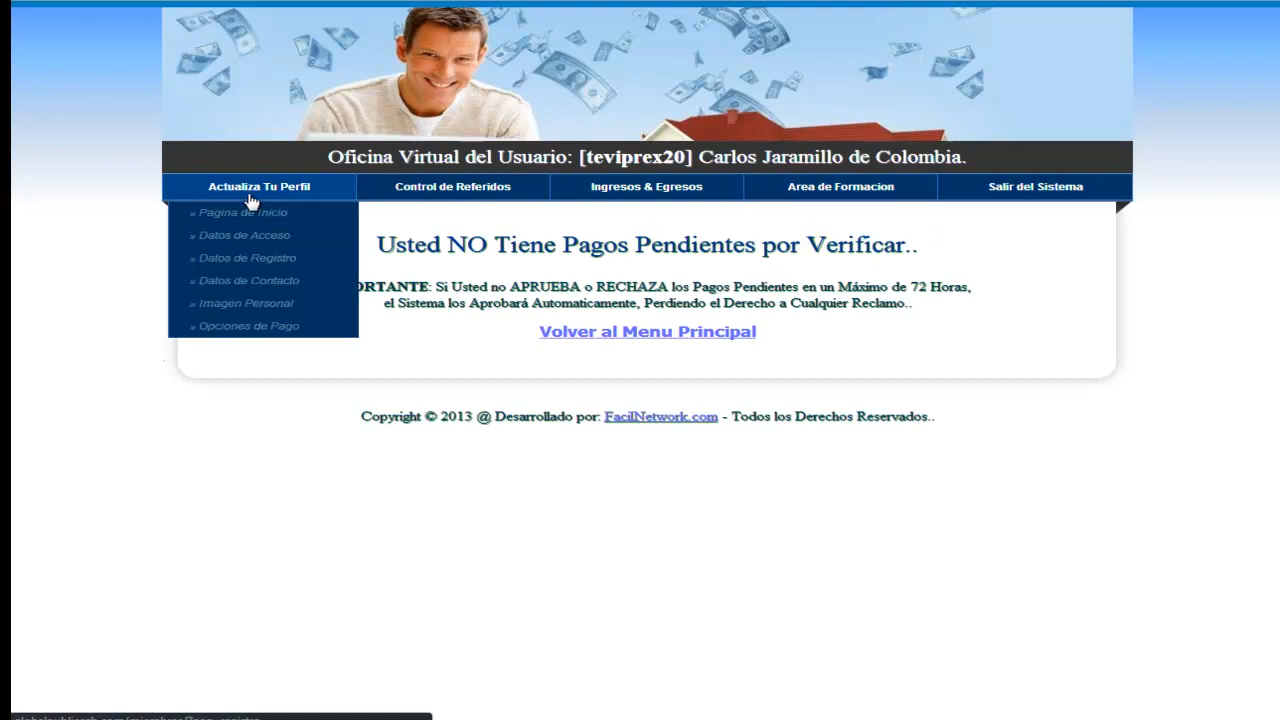 Oficina Virtual del Usuario: [teviprex20] Carlos Jaramillo de Colombia.
Actualiza Tu Perfil Control de Referidos Ingresos & Egresos Area de Formacion Salir del Sistema
» Pagina de Inicio
» Datos de Acceso
» Datos de Registro
» Datos de Contacto
» Imagen Personal
» Opciones de Pago
Usted NO Tiene Pagos Pendientes por Verificar..
ORTANTE: Si Usted no APRUEBA o RECHAZA los Pagos Pendientes en un Máximo de 72 Horas,
el Sistema los Aprobará Automaticamente, Perdiendo el Derecho a Cualquier Reclamo..
Volver al Menu Principal
Copyright © 2013 @ Desarrollado por: FacilNetwork.com - Todos los Derechos Reservados..